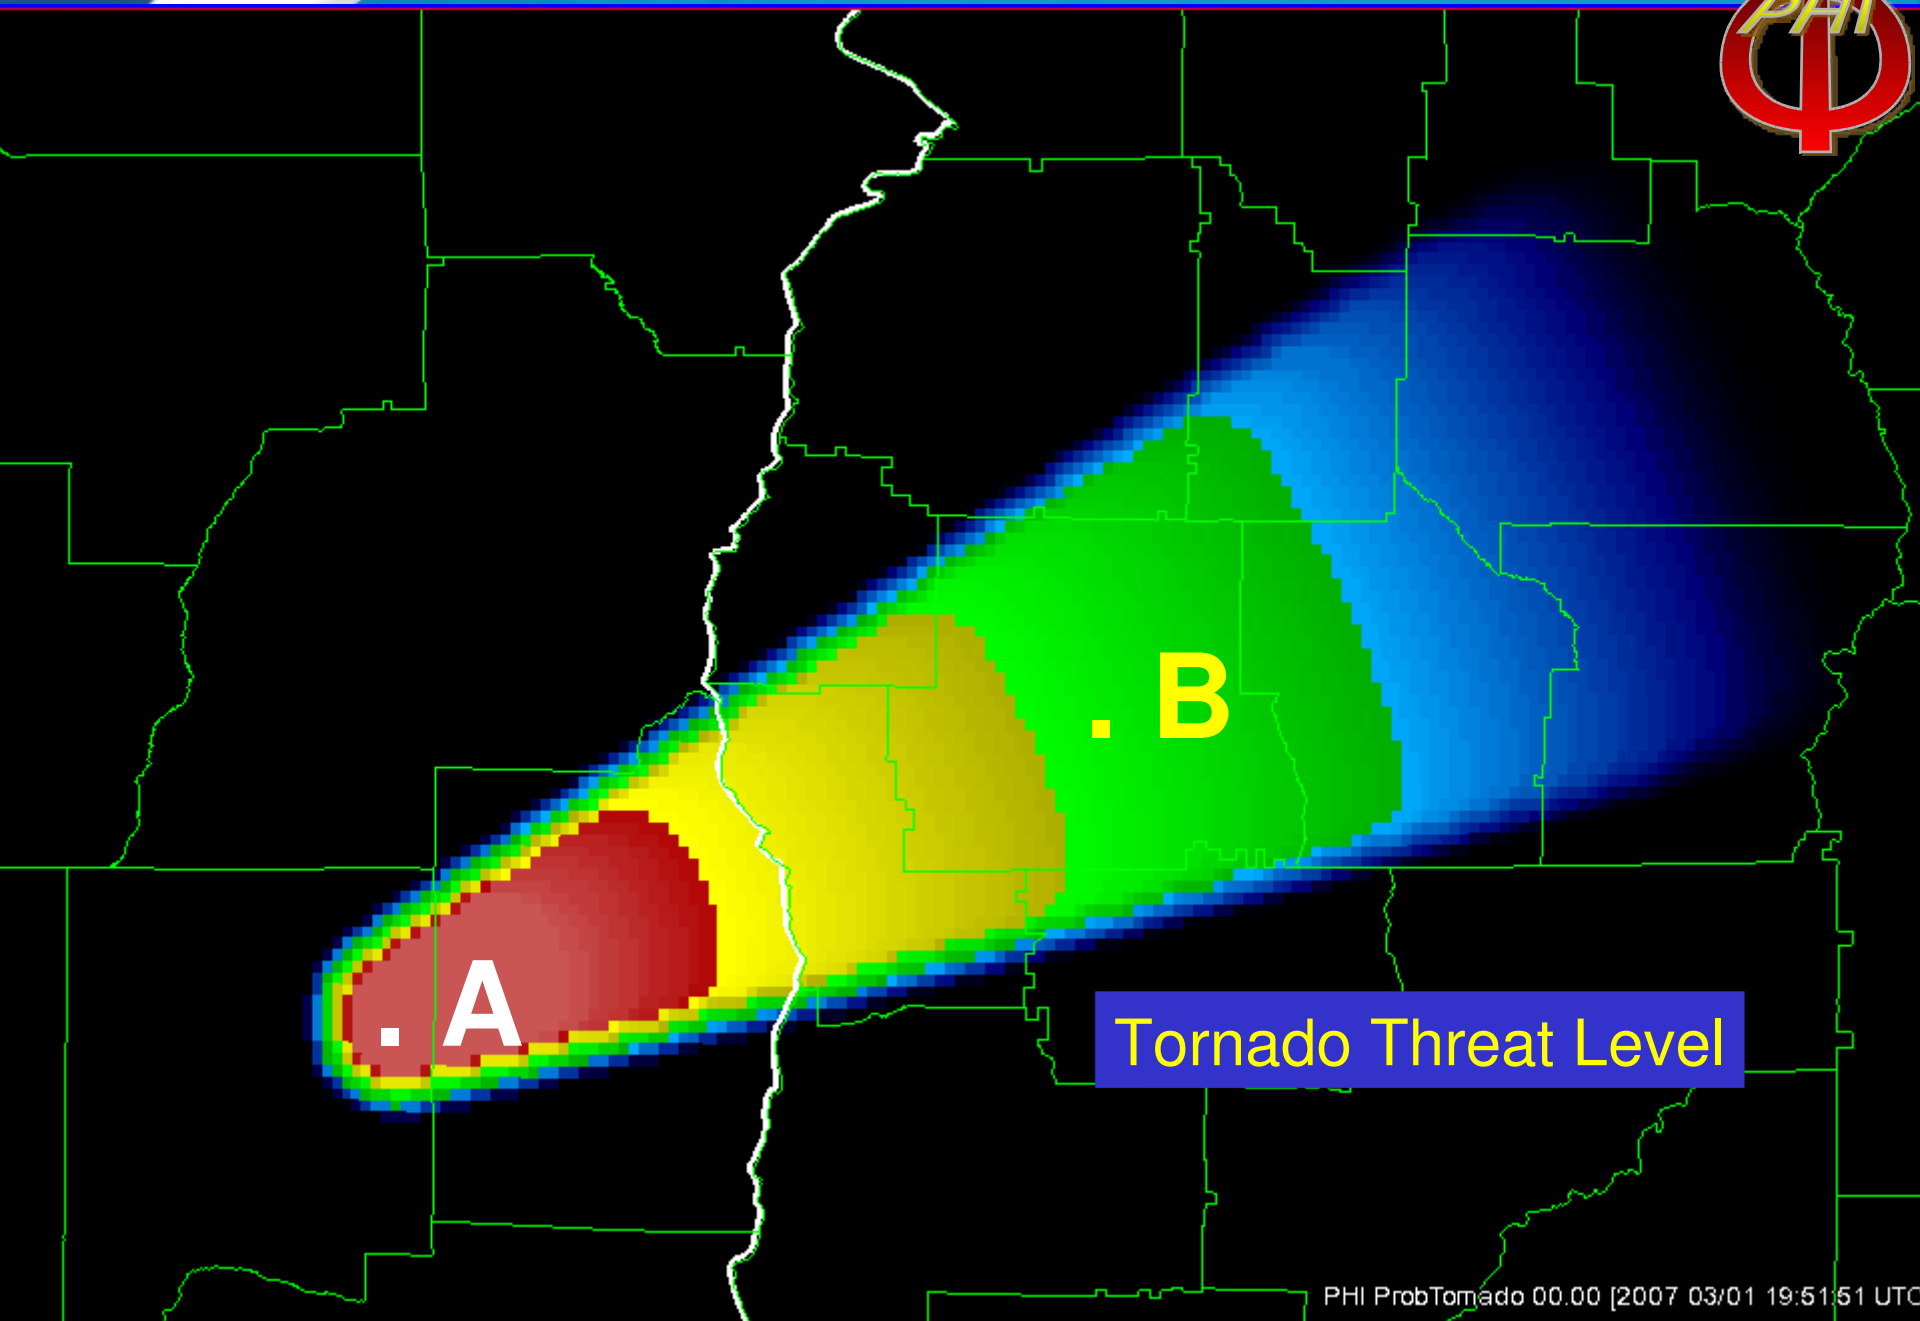 PHI
. B
. A
Tornado Threat Level
PHI ProbTornado 00.00 [2007 03/01 19:51:51 UTC